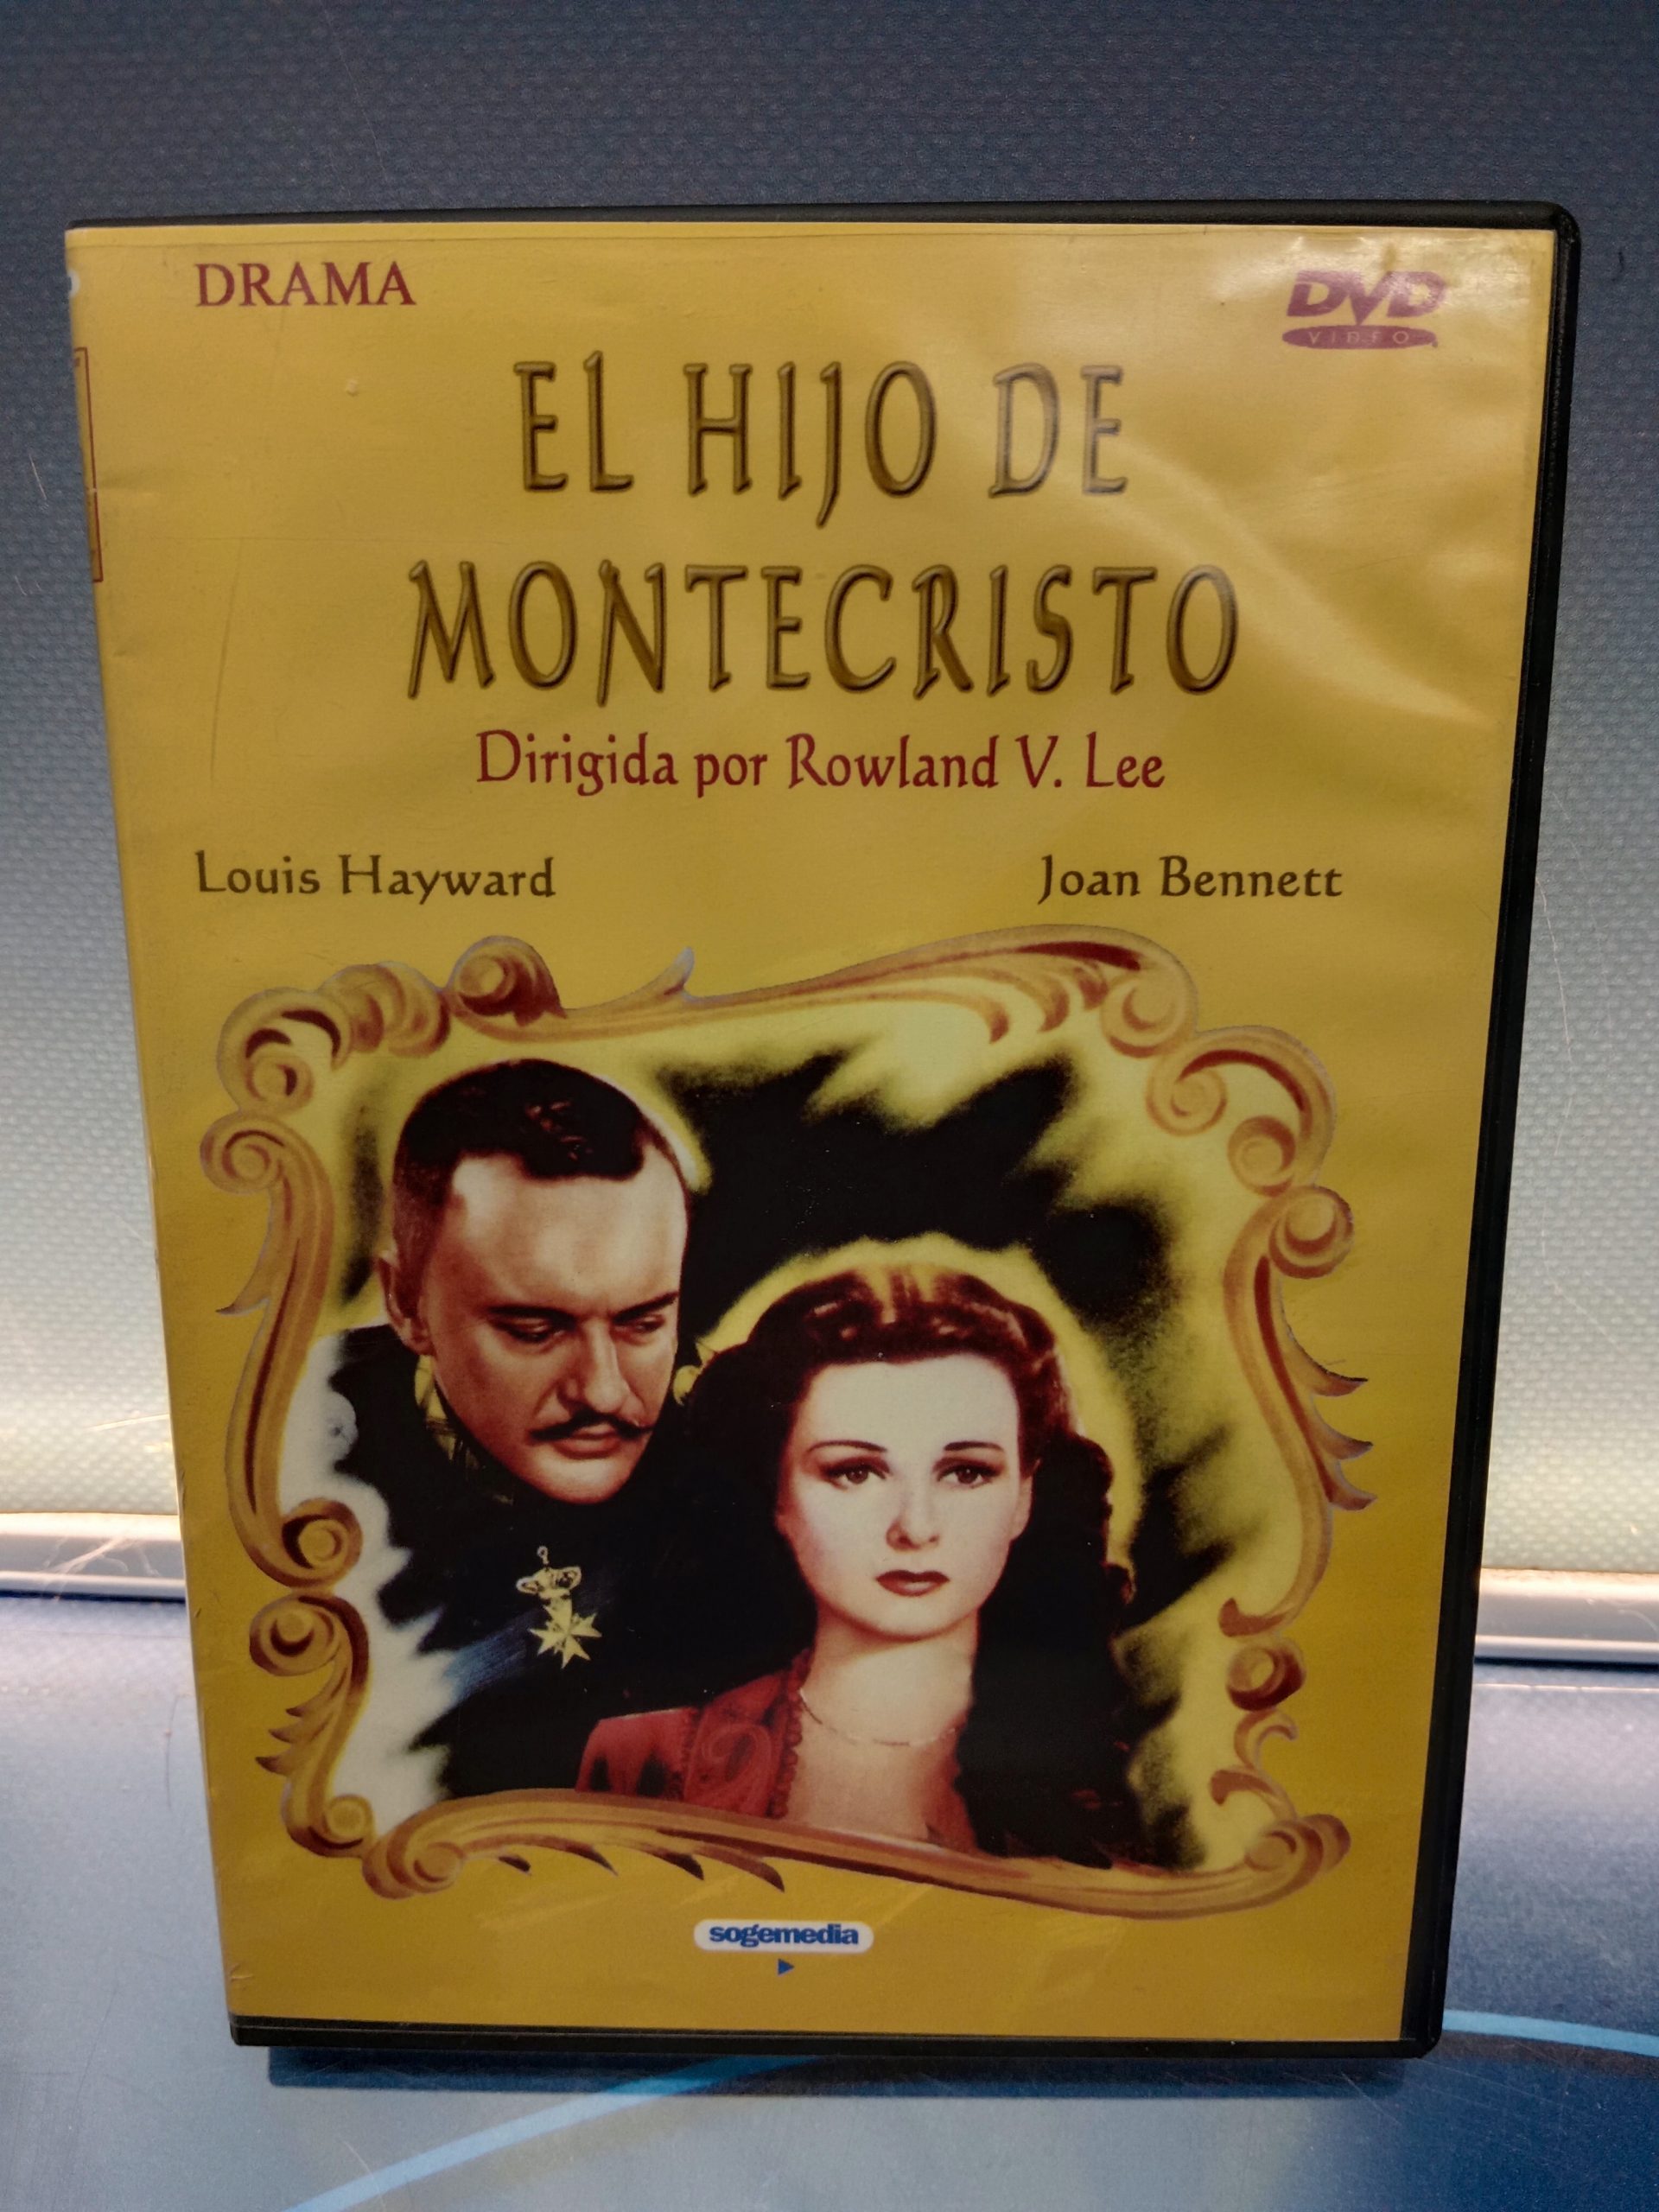 DRAMA
DVD
VIDEO
EL HIJO DE
MONTECRISTO
Dirigida por Rowland V. Lee
Louis Hayward
Joan Bennett
sogemedia